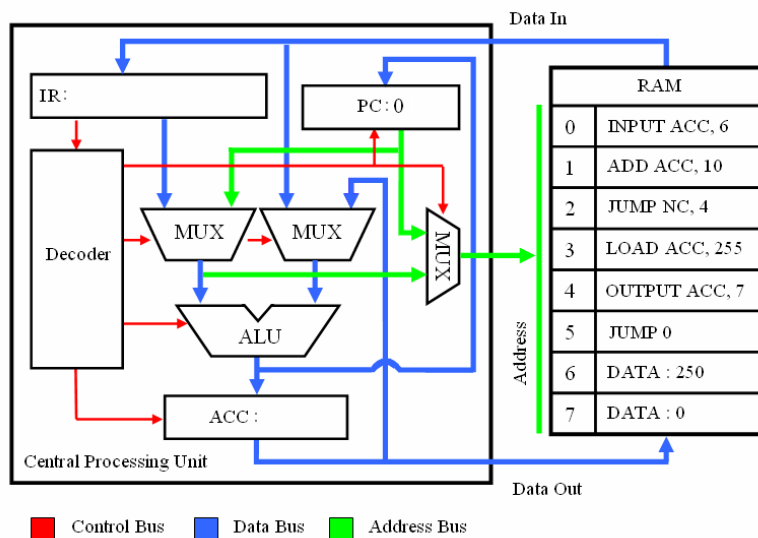 Data In
IR:
PC: 0
RAM
0 INPUT ACC, 6
1 ADD ACC, 10
2 JUMP NC, 4
3 LOAD ACC, 255
4 OUTPUT ACC, 7
5 JUMP 0
6 DATA : 250
7 DATA : 0
Decoder
MUX
MUX
MUX
ALU
ACC:
Address
Central Processing Unit
Data Out
Control Bus
Data Bus
Address Bus